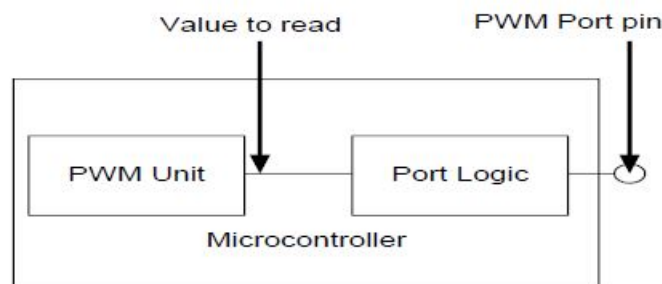 Value to read
PWM Port pin
PWM Unit
Port Logic
Microcontroller